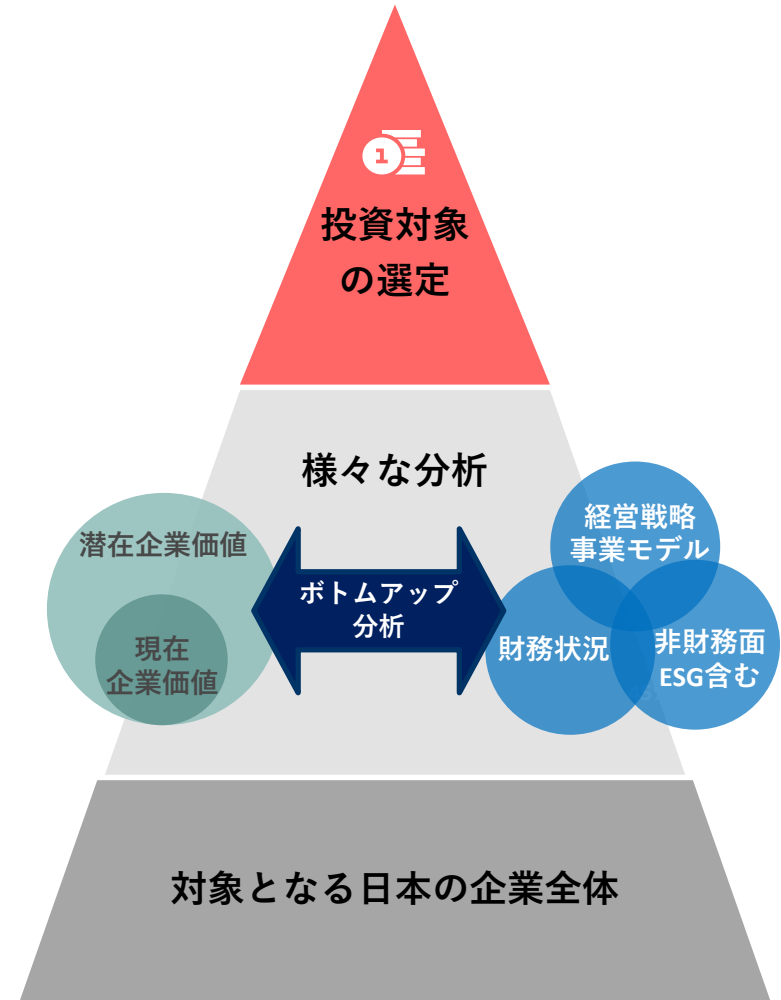 1
投資対象
の選定
様々な分析
潜在企業価値
現在
企業価値
ボトムアップ
分析
経営戦略
事業モデル
財務状況
非財務面
ESG含む
対象となる日本の企業全体